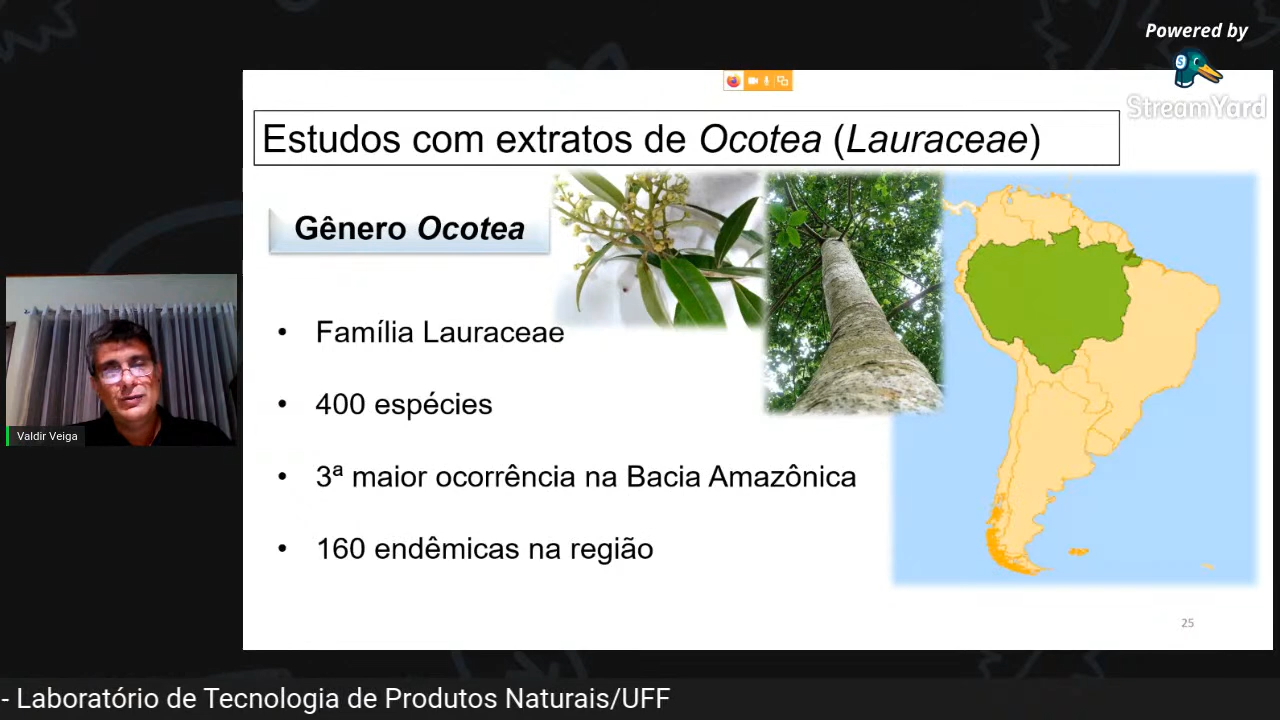 Powered by
StreamYard
Estudos com extratos de Ocotea (Lauraceae)
Gênero Ocotea
• Família Lauraceae
• 400 espécies
• 3ª maior ocorrência na Bacia Amazônica
• 160 endêmicas na região
25
Valdir Veiga
- Laboratório de Tecnologia de Produtos Naturais/UFF